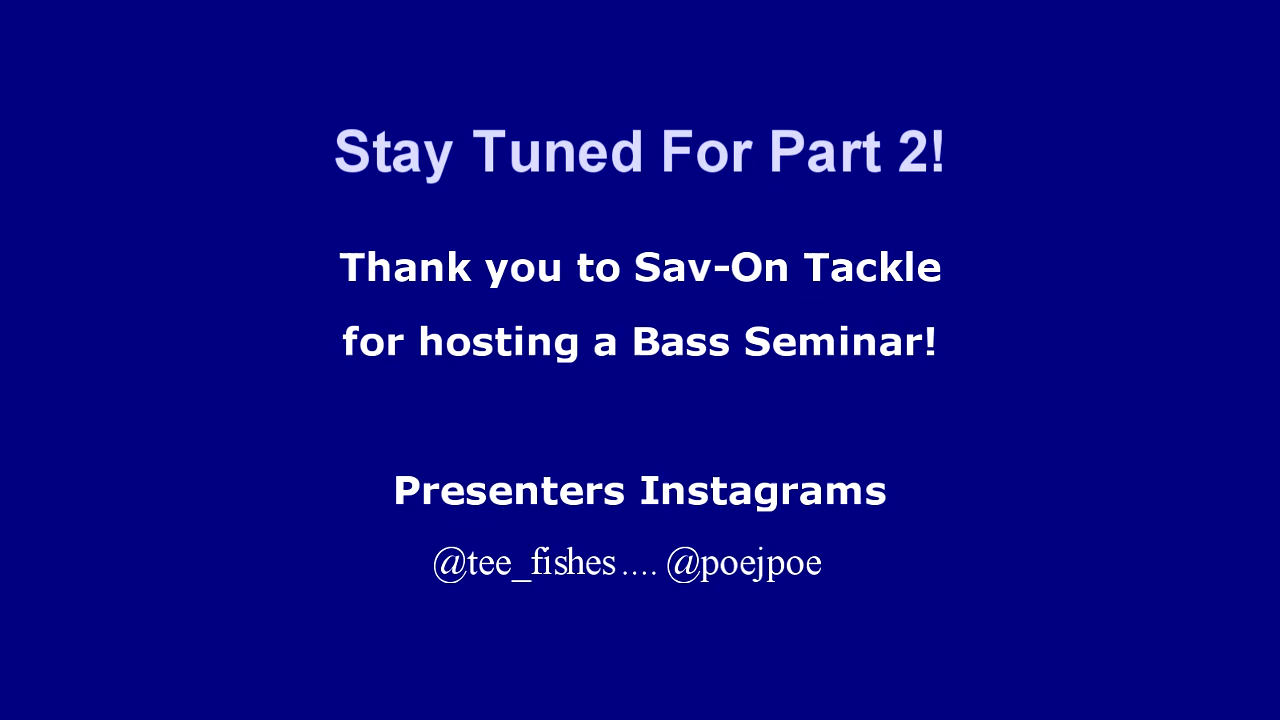 Stay Tuned For Part 2!
Thank you to Sav-On Tackle
for hosting a Bass Seminar!
Presenters Instagrams
@tee_fishes .... @poejpoe